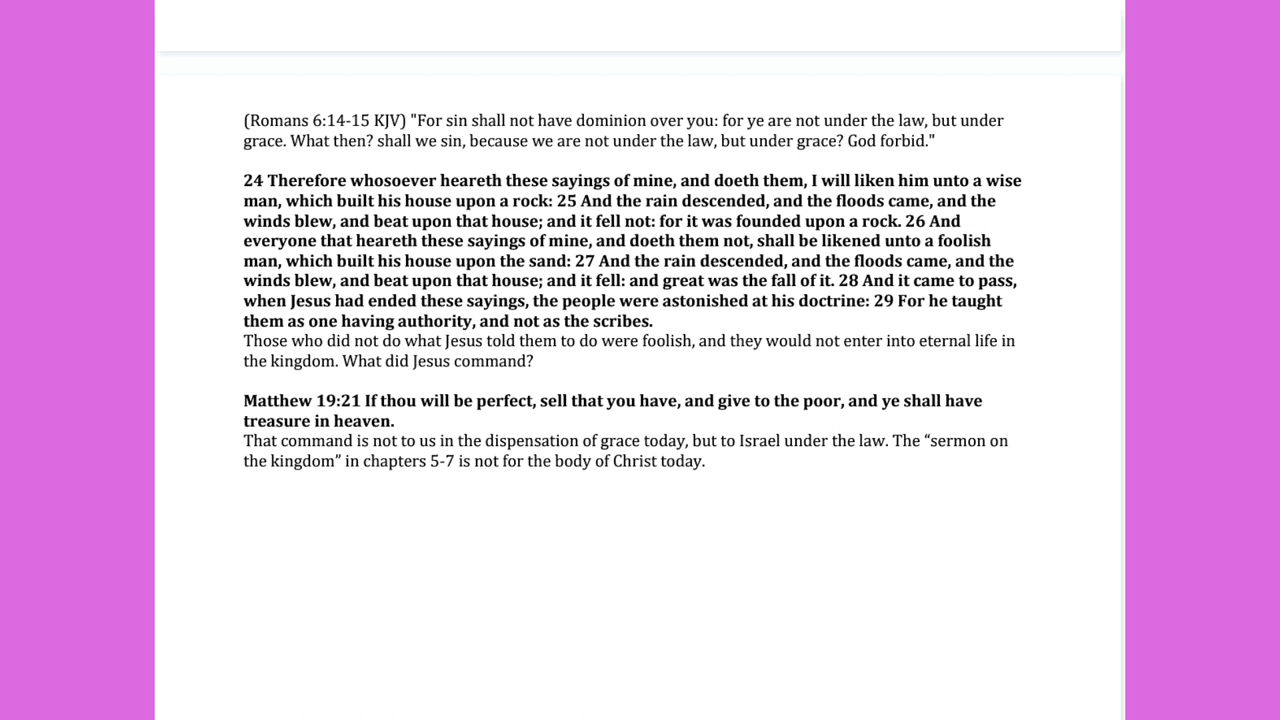 (Romans 6:14-15 KJV) "For sin shall not have dominion over you: for ye are not under the law, but under
grace. What then? shall we sin, because we are not under the law, but under grace? God forbid."
24 Therefore whosoever heareth these sayings of mine, and doeth them, I will liken him unto a wise
man, which built his house upon a rock: 25 And the rain descended, and the floods came, and the
winds blew, and beat upon that house; and it fell not: for it was founded upon a rock. 26 And
everyone that heareth these sayings of mine, and doeth them not, shall be likened unto a foolish
man, which built his house upon the sand: 27 And the rain descended, and the floods came, and the
winds blew, and beat upon that house; and it fell: and great was the fall of it. 28 And it came to pass,
when Jesus had ended these sayings, the people were astonished at his doctrine: 29 For he taught
them as one having authority, and not as the scribes.
Those who did not do what Jesus told them to do were foolish, and they would not enter into eternal life in
the kingdom. What did Jesus command?
Matthew 19:21 If thou will be perfect, sell that you have, and give to the poor, and ye shall have
treasure in heaven.
That command is not to us in the dispensation of grace today, but to Israel under the law. The “sermon on
the kingdom” in chapters 5-7 is not for the body of Christ today.